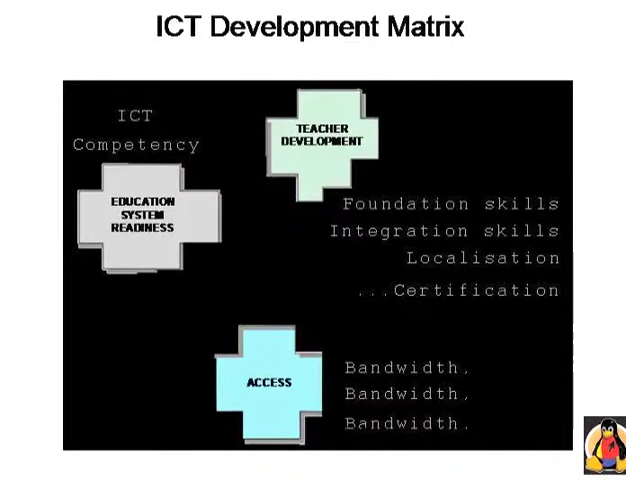 ICT Development Matrix
ICT
Competency
TEACHER
DEVELOPMENT
EDUCATION
SYSTEM
READINESS
Foundation skills
Integration skills
Localisation
...Certification
ACCESS
Bandwidth,
Bandwidth,
Bandwidth.